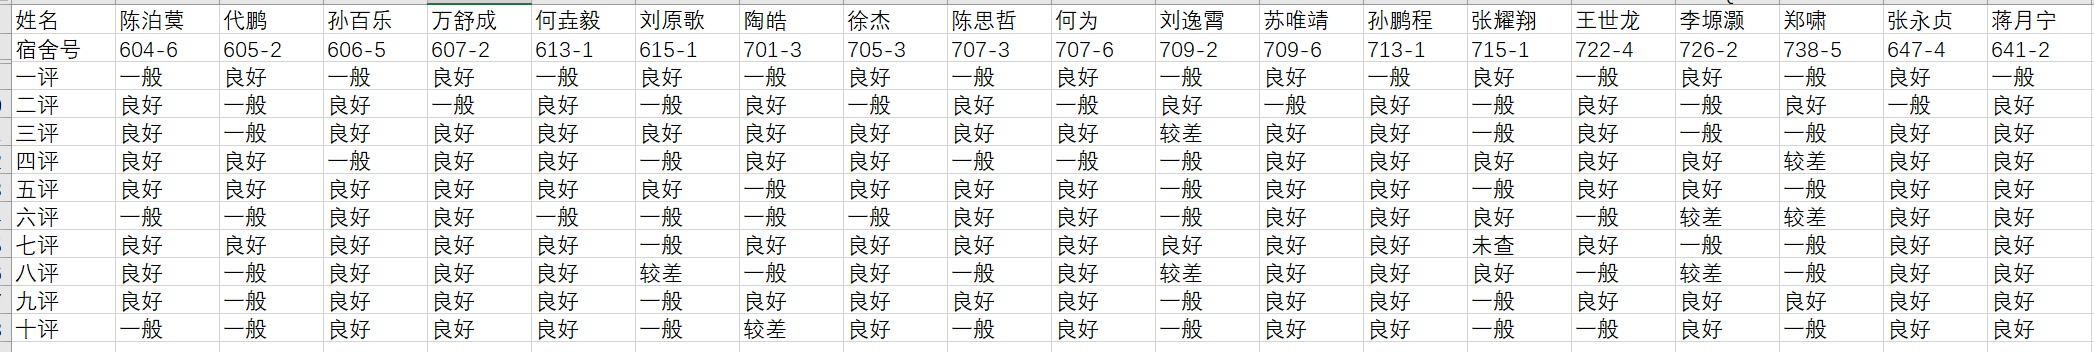 姓名 陈泊蓂 代鹏 孙百乐 万舒成 何垚毅 刘原歌 陶皓 徐杰 陈思哲 何为 刘逸霄 苏唯靖 孙鹏程 张耀翔 王世龙 李塬灏 郑啸 张永贞 蒋月宁
宿舍号 604-6 605-2 606-5 607-2 613-1 615-1 701-3 705-3 707-3 707-6 709-2 709-6 713-1 715-1 722-4 726-2 738-5 647-4 641-2
一评 一般 良好 一般 良好 一般 良好 一般 良好 一般 良好 一般 良好 一般 良好 一般 良好 一般 良好 一般
二评 良好 一般 良好 一般 良好 一般 良好 一般 良好 一般 良好 一般 良好 一般 良好 一般 良好 一般 良好
三评 良好 一般 良好 良好 良好 良好 良好 良好 良好 良好 较差 良好 良好 一般 良好 一般 一般 良好 良好
四评 良好 良好 一般 良好 良好 一般 良好 良好 一般 一般 一般 良好 良好 良好 良好 良好 较差 良好 良好
五评 良好 良好 良好 良好 良好 良好 一般 良好 良好 良好 一般 良好 良好 一般 良好 良好 一般 良好 良好
六评 一般 一般 良好 良好 一般 一般 一般 一般 良好 良好 一般 良好 良好 良好 一般 较差 较差 良好 良好
七评 良好 良好 良好 良好 良好 一般 良好 良好 良好 良好 良好 良好 良好 未查 良好 一般 一般 良好 良好
八评 良好 一般 良好 良好 良好 较差 一般 良好 一般 良好 较差 良好 良好 良好 一般 较差 一般 良好 良好
九评 良好 一般 良好 良好 良好 一般 良好 良好 良好 良好 一般 良好 良好 一般 良好 良好 良好 良好 良好
十评 一般 一般 良好 良好 良好 一般 较差 良好 一般 良好 一般 良好 良好 一般 一般 良好 一般 良好 良好